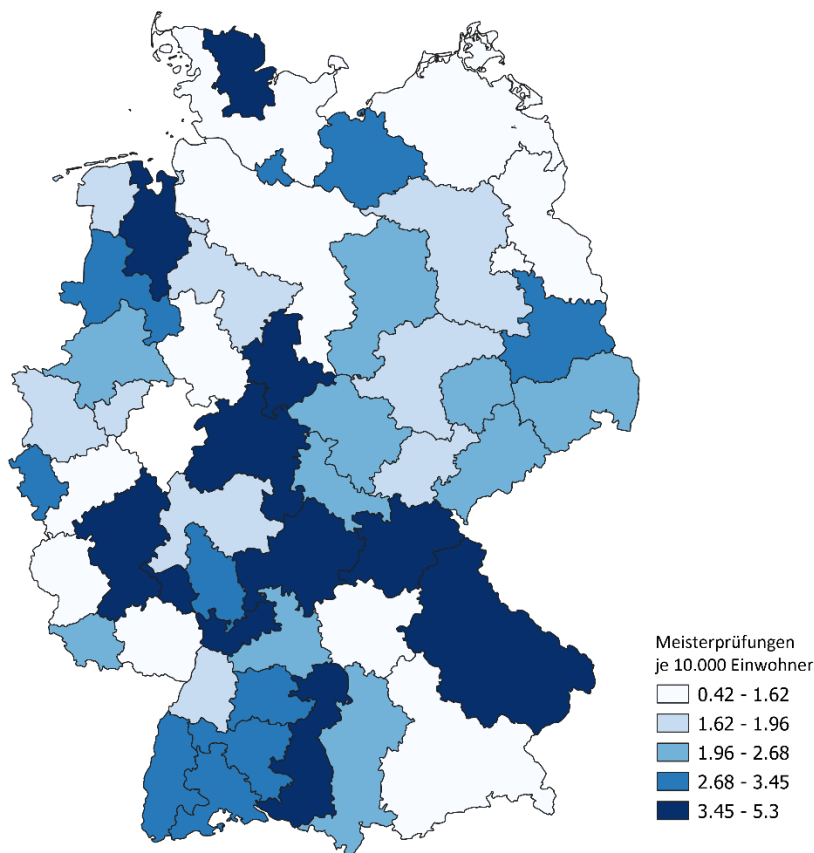 Meisterprüfungen
je 10.000 Einwohner
0.42 - 1.62
1.62 - 1.96
1.96 - 2.68
2.68 - 3.45
3.45 - 5.3